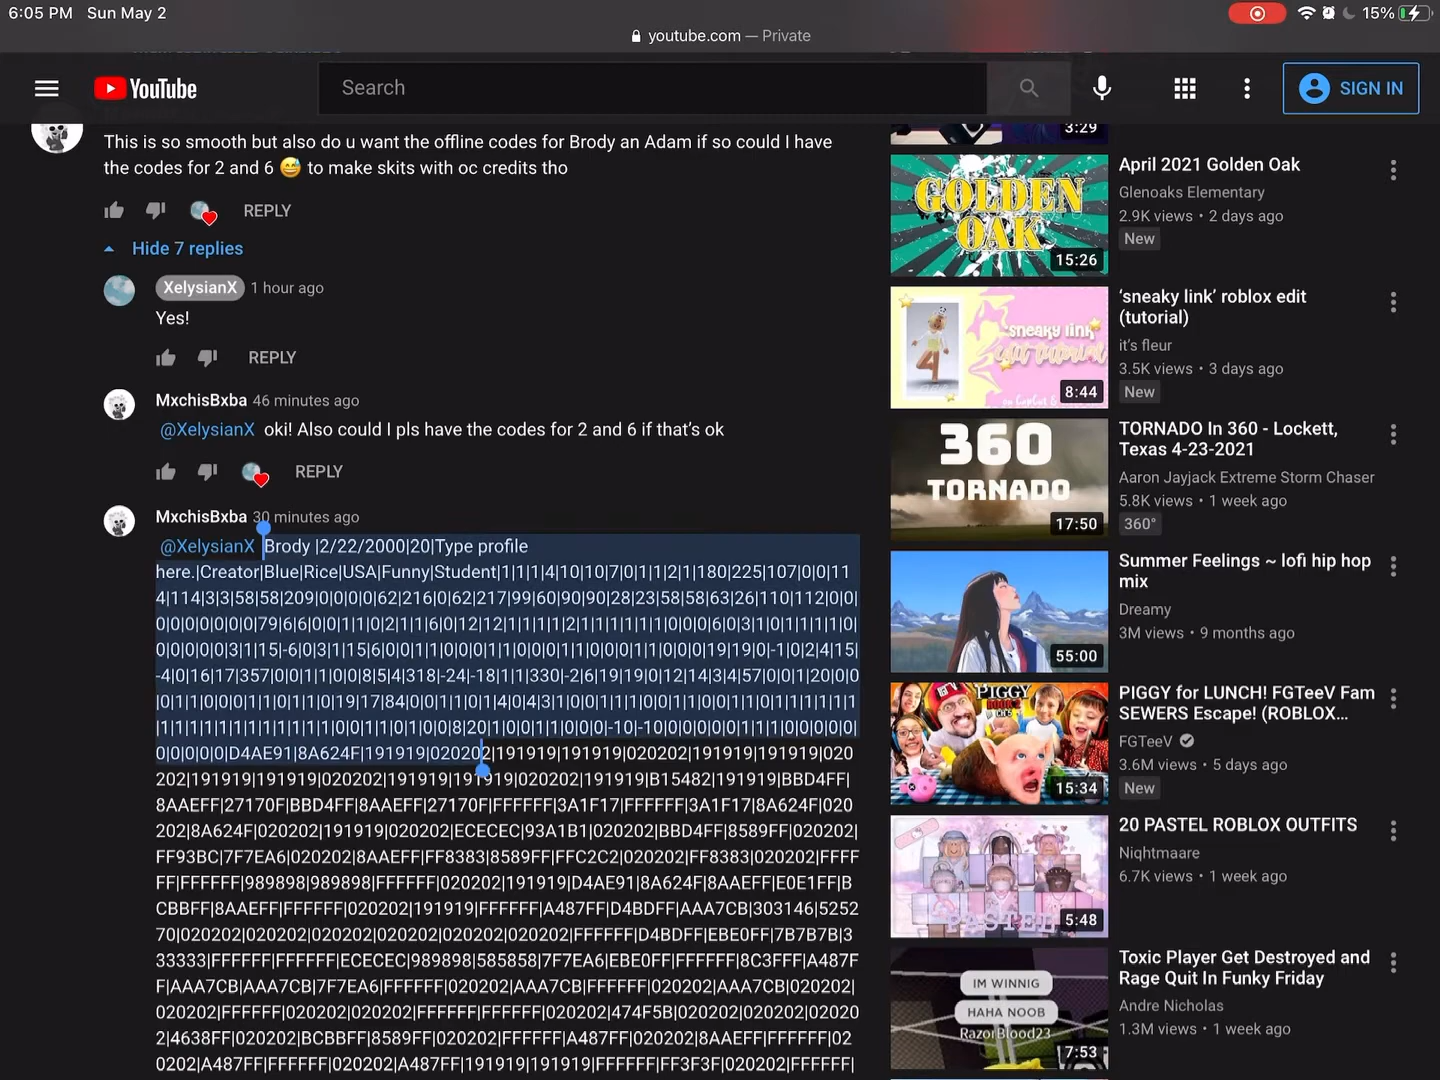 6:05 PM Sun May 2
15%
youtube.com — Private
YouTube
Search
SIGN IN
This is so smooth but also do u want the offline codes for Brody an Adam if so could I have
the codes for 2 and 6 😅 to make skits with oc credits tho
REPLY
Hide 7 replies
XelysianX 1 hour ago
Yes!
REPLY
MxchisBxba 46 minutes ago
@XelysianX oki! Also could I pls have the codes for 2 and 6 if that’s ok
REPLY
MxchisBxba 30 minutes ago
@XelysianX Brody |2/22/2000|20|Type profile
here.|Creator|Blue|Rice|USA|Funny|Student|1|1|1|4|10|10|7|0|1|1|2|1|180|225|107|0|0|11
4|114|3|3|58|58|209|0|0|0|0|62|216|0|62|217|99|60|90|90|28|23|58|58|63|26|110|112|0|0|
0|0|0|0|0|0|0|79|6|6|0|0|1|1|0|2|1|1|6|0|12|12|1|1|1|1|2|1|1|1|1|1|1|0|0|0|6|0|3|1|0|1|1|1|1|0|
0|0|0|0|0|3|1|15|-6|0|3|1|15|6|0|0|1|1|0|0|0|1|1|0|0|0|1|1|0|0|0|1|1|0|0|0|19|19|0|-1|0|2|4|15|
-4|0|16|17|357|0|0|1|1|0|0|8|5|4|318|-24|-18|1|1|330|-2|6|19|19|0|12|14|3|4|57|0|0|1|20|0|0
0|1|1|0|0|0|1|1|0|1|1|0|19|17|84|0|0|1|1|0|1|4|0|4|3|1|0|0|1|1|1|0|0|1|1|0|0|1|1|0|1|1|1|1|1|1
1|1|1|1|1|1|1|1|1|1|1|1|0|0|1|1|0|1|0|0|8|20|1|0|0|1|1|0|0|0|-10|-10|0|0|0|0|0|1|1|1|0|0|0|0|0|
0|0|0|0|0|D4AE91|8A624F|191919|020202|191919|191919|020202|191919|191919|020
202|191919|191919|020202|191919|191919|020202|191919|B15482|191919|BBD4FF|
8AAEFF|27170F|BBD4FF|8AAEFF|27170F|FFFFFF|3A1F17|FFFFFF|3A1F17|8A624F|020
202|8A624F|020202|191919|020202|ECECEC|93A1B1|020202|BBD4FF|8589FF|020202|
FF93BC|7F7EA6|020202|8AAEFF|FF8383|8589FF|FFC2C2|020202|FF8383|020202|FFFF
FF|FFFFFF|989898|989898|FFFFFF|020202|191919|D4AE91|8A624F|8AAEFF|E0E1FF|B
CBBFF|8AAEFF|FFFFFF|020202|191919|FFFFFF|A487FF|D4BDFF|AAA7CB|303146|5252
70|020202|020202|020202|020202|020202|020202|FFFFFF|D4BDFF|EBE0FF|7B7B7B|3
33333|FFFFFF|FFFFFF|ECECEC|989898|585858|7F7EA6|EBE0FF|FFFFFF|8C3FFF|A487F
F|AAA7CB|AAA7CB|7F7EA6|FFFFFF|020202|AAA7CB|FFFFFF|020202|AAA7CB|020202|
020202|FFFFFF|020202|020202|FFFFFF|FFFFFF|020202|474F5B|020202|020202|020202
|4638FF|020202|BCBBFF|8589FF|020202|FFFFFF|A487FF|020202|8AAEFF|FFFFFF|02
0202|A487FF|FFFFFF|020202|A487FF|191919|191919|FFFFFF|FF3F3F|020202|FFFFFF|
3:29
GOLDEN
OAK
15:26
April 2021 Golden Oak
Glenoaks Elementary
2.9K views • 2 days ago
New
sneaky link
edit tutorial
8:44
‘sneaky link’ roblox edit
(tutorial)
it’s fleur
3.5K views • 3 days ago
New
360
TORNADO
17:50
TORNADO In 360 - Lockett,
Texas 4-23-2021
Aaron Jayjack Extreme Storm Chaser
5.8K views • 1 week ago
360°
55:00
Summer Feelings ~ lofi hip hop
mix
Dreamy
3M views • 9 months ago
PIGGY
15:34
PIGGY for LUNCH! FGTeeV Fam
SEWERS Escape! (ROBLOX...
FGTeeV
3.6M views • 5 days ago
New
PASTEL
5:48
20 PASTEL ROBLOX OUTFITS
Niqhtmaare
6.7K views • 1 week ago
IM WINNIG
HAHA NOOB
RazorBlood23
7:53
Toxic Player Get Destroyed and
Rage Quit In Funky Friday
Andre Nicholas
1.3M views • 1 week ago